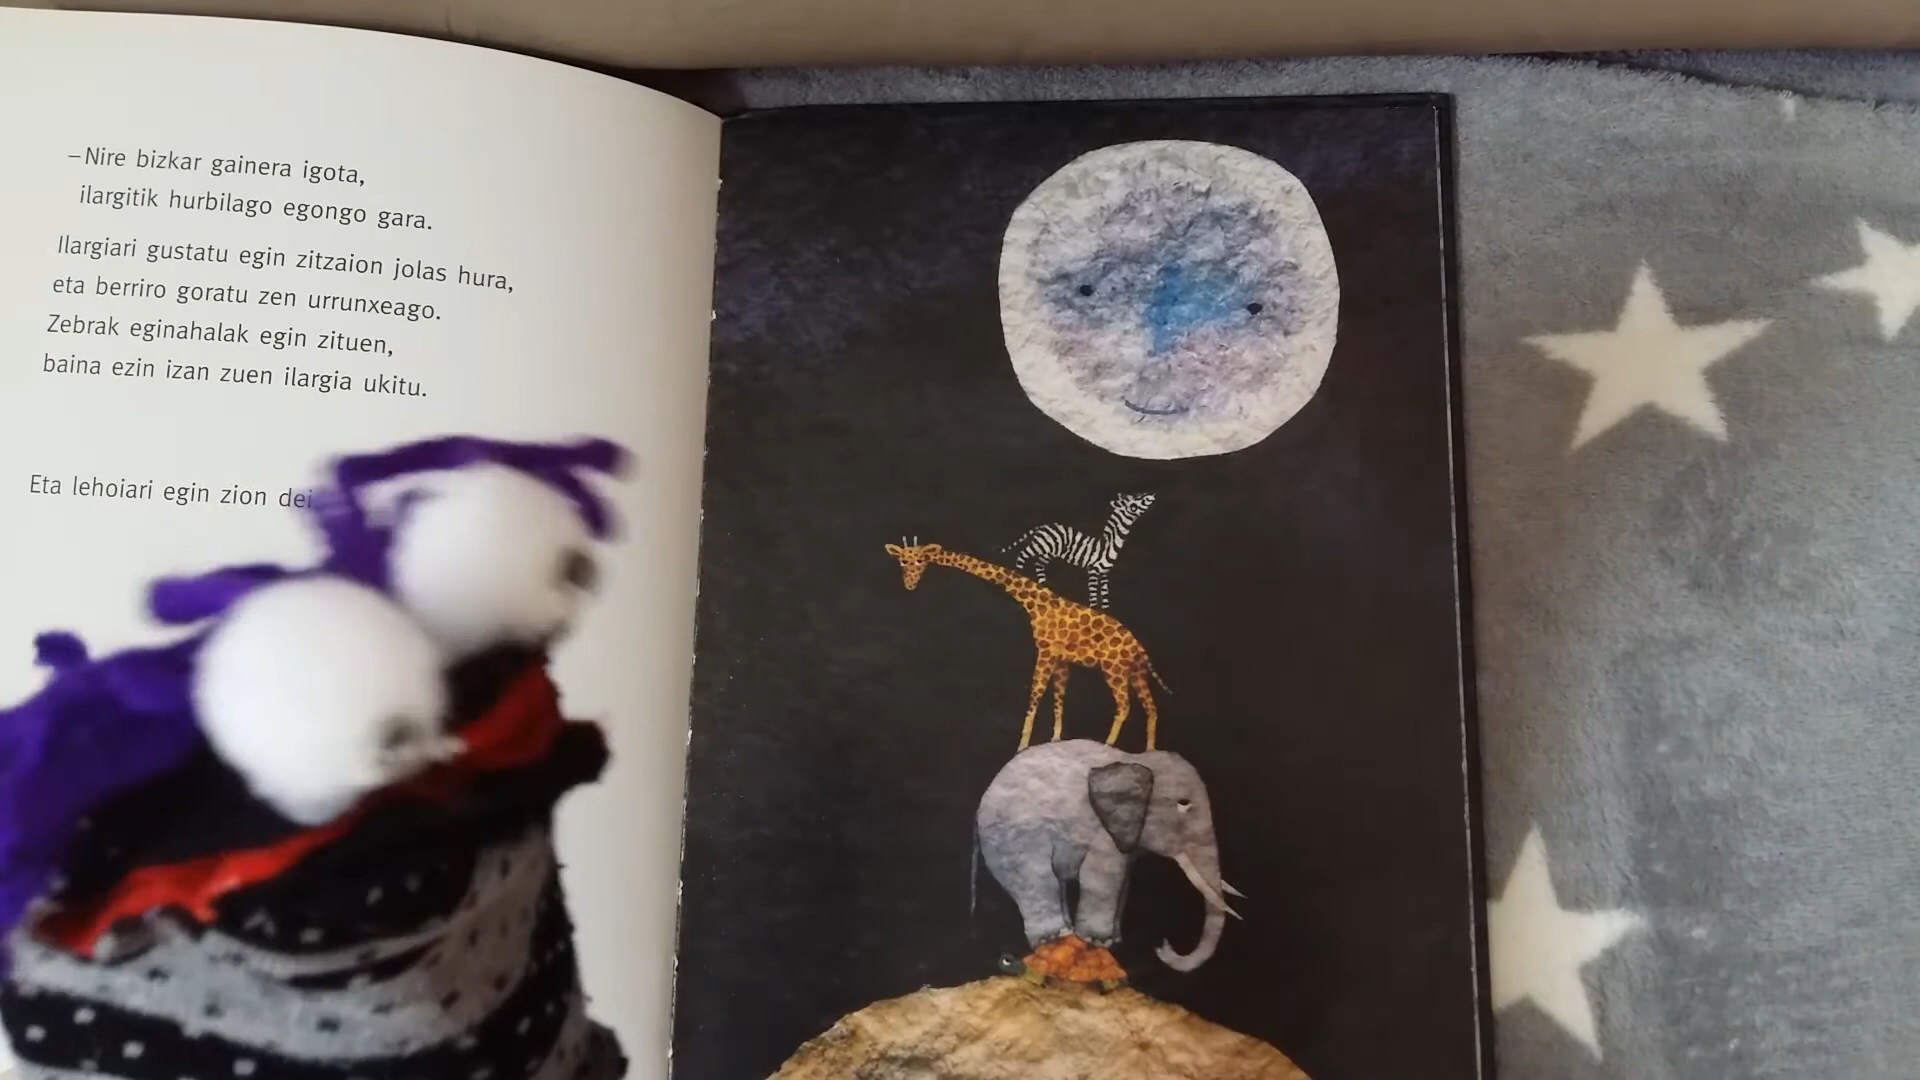 –Nire bizkar gainera igota,
ilargitik hurbilago egongo gara.
Ilargiari gustatu egin zitzaion jolas hura,
eta berriro goratu zen urrunxeago.
Zebrak eginahalak egin zituen,
baina ezin izan zuen ilargia ukitu.
Eta lehoiari egin zion dei